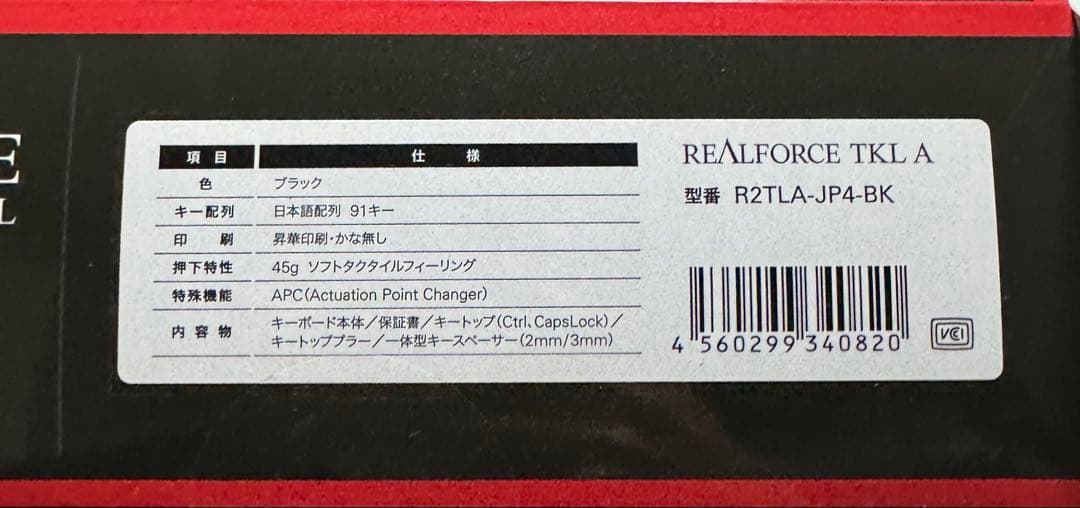 E
L
項目 仕様
色 ブラック
キー配列 日本語配列 91キー
印刷 昇華印刷・かな無し
押下特性 45g ソフトタクタイルフィーリング
特殊機能 APC(Actuation Point Changer)
内容物 キーボード本体/保証書/キートップ(Ctrl、CapsLock)/
キートッププラー/一体型キースペーサー(2mm/3mm)
REALFORCE TKL A
型番 R2TLA-JP4-BK
4 560299 340820
VCCI